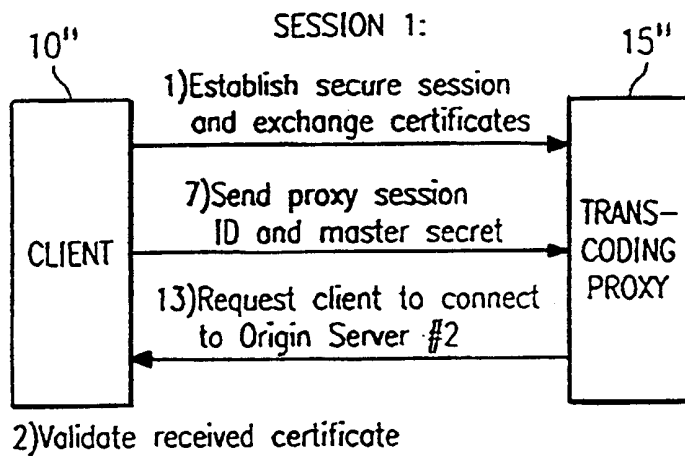 SESSION 1:
10"
15"
1)Establish secure session
and exchange certificates
7)Send proxy session
ID and master secret
CLIENT
TRANS-
CODING
PROXY
13)Request client to connect
to Origin Server #2
2)Validate received certificate